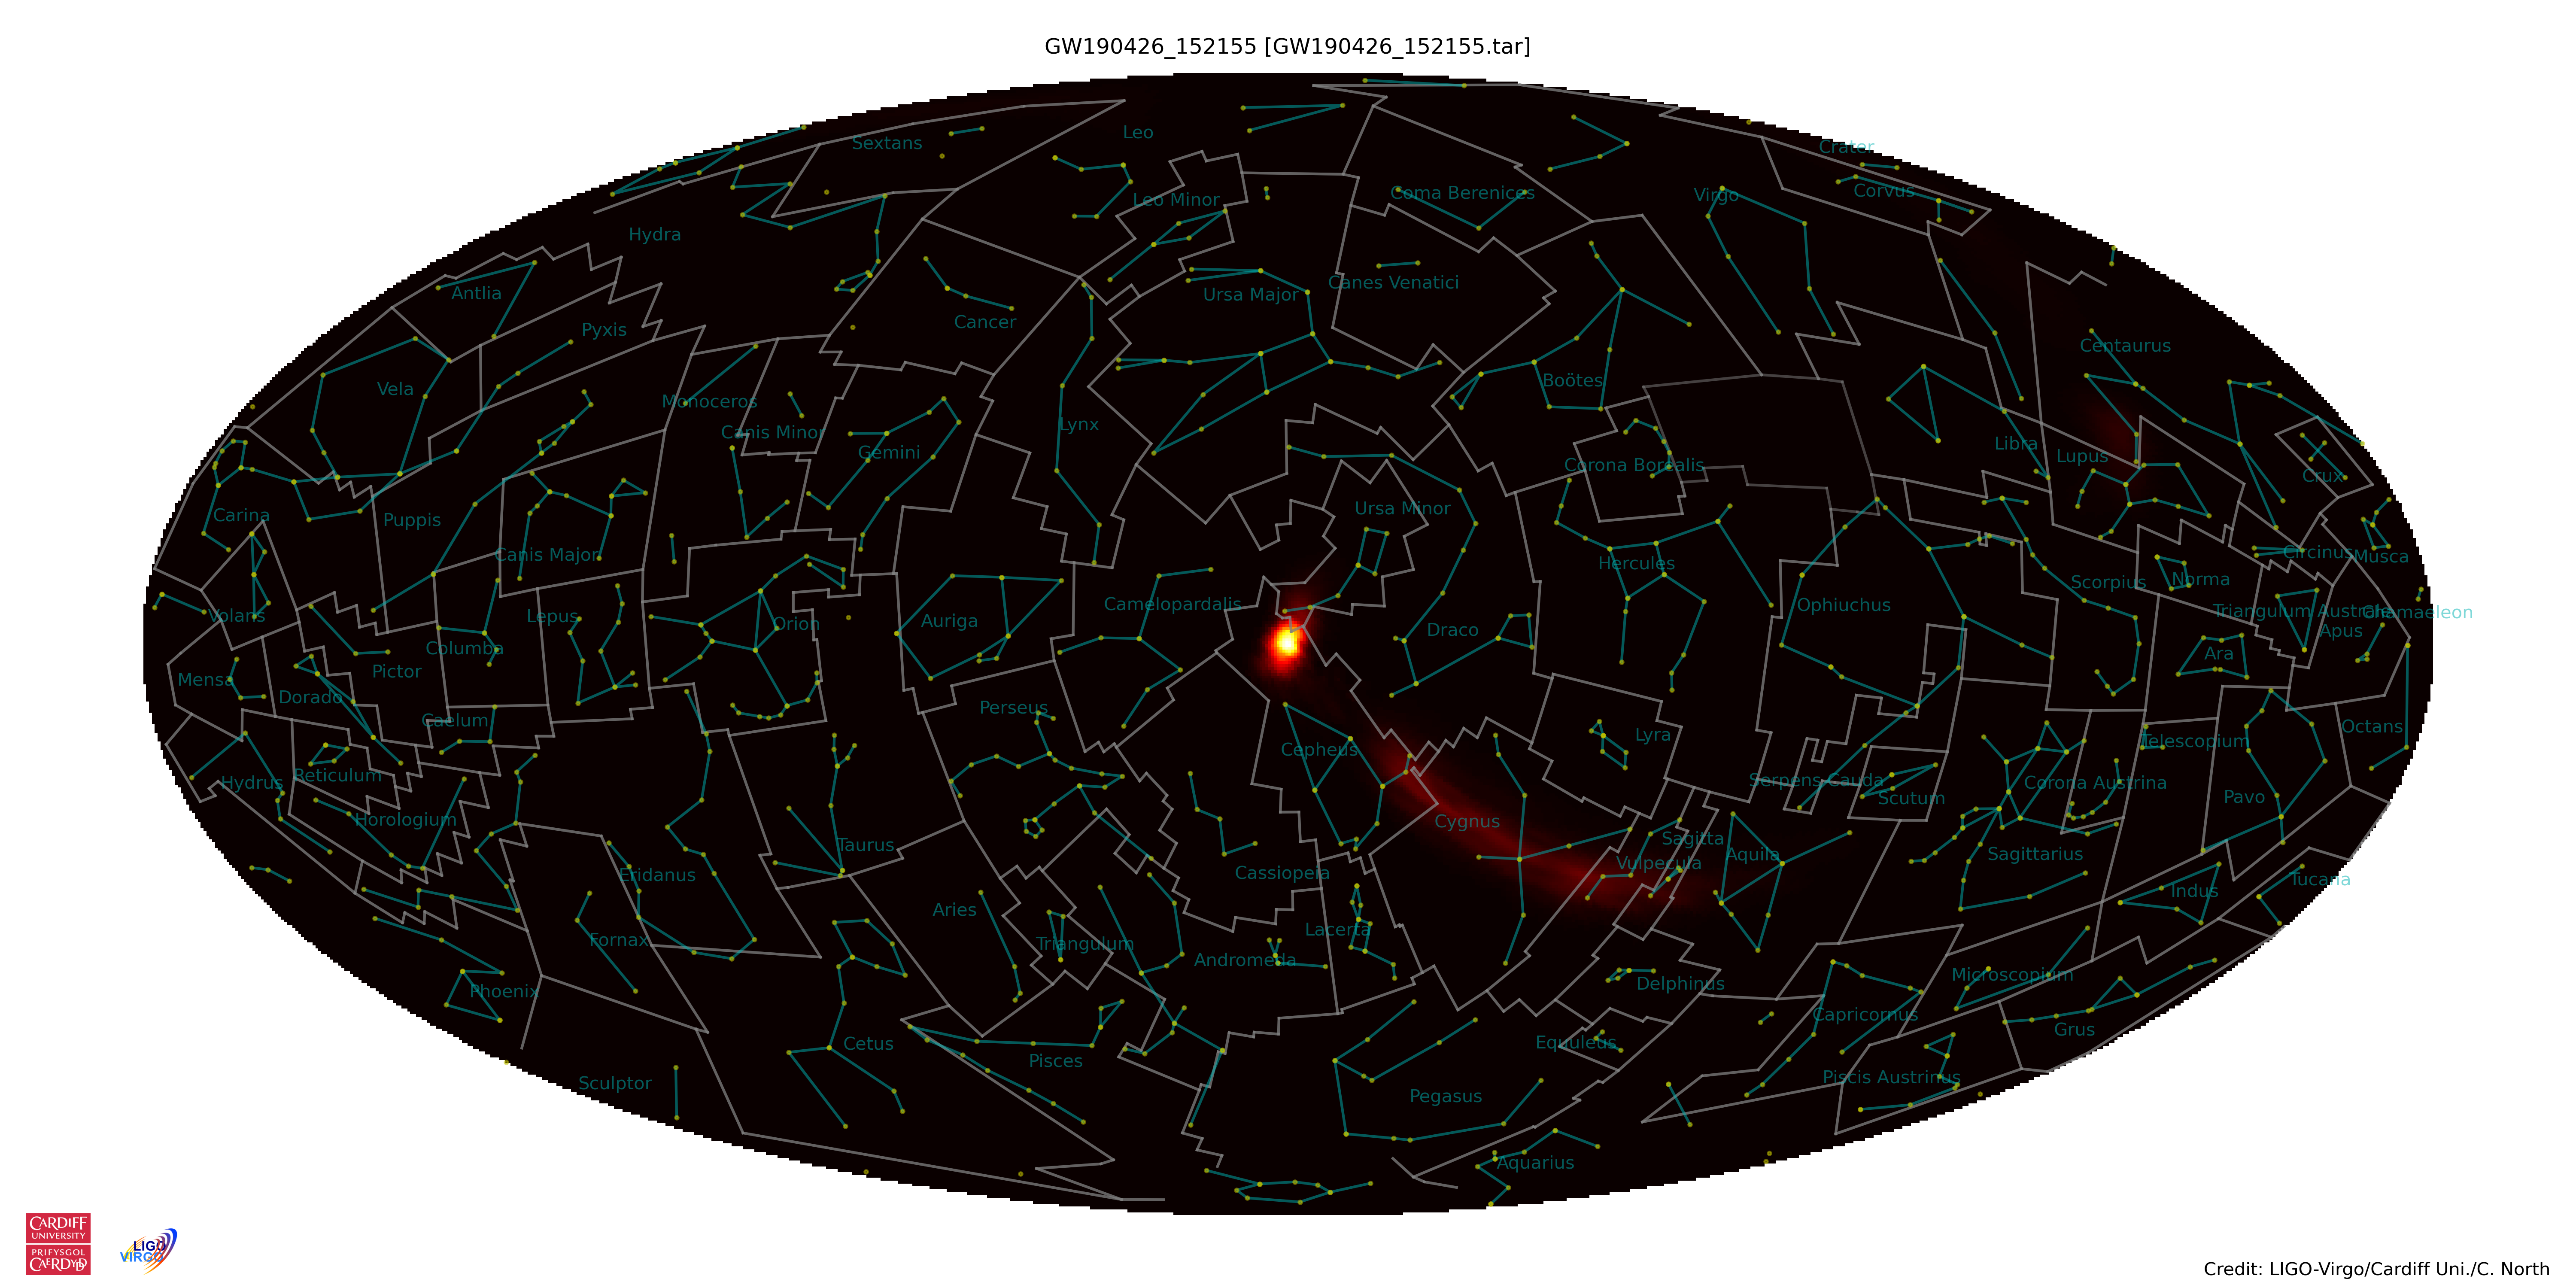 GW190426_152155 [GW190426_152155.tar]
Leo
Sextans
Crater
Leo Minor
Coma Berenices
Virgo
Corvus
Hydra
Antlia
Ursa Major
Canes Venatici
Pyxis
Cancer
Centaurus
Vela
Monoceros
Boötes
Canis Minor
Lynx
Gemini
Corona Borealis
Libra
Lupus
Crux
Carina
Puppis
Ursa Minor
Canis Major
Hercules
Circinus
Musca
Scorpius
Norma
Volans
Lepus
Orion
Auriga
Camelopardalis
Draco
Ophiuchus
Triangulum Australe
Chamaeleon
Apus
Columba
Pictor
Ara
Mensa
Dorado
Caelum
Perseus
Cepheus
Lyra
Telescopium
Octans
Hydrus
Reticulum
Serpens Cauda
Scutum
Corona Austrina
Pavo
Horologium
Cygnus
Sagitta
Taurus
Vulpecula
Aquila
Sagittarius
Eridanus
Cassiopeia
Indus
Tucana
Aries
Fornax
Triangulum
Lacerta
Andromeda
Phoenix
Delphinus
Microscopium
Capricornus
Grus
Cetus
Pisces
Equuleus
Sculptor
Pegasus
Piscis Austrinus
Aquarius
CARDIFF
UNIVERSITY
PRIFYSGOL
CAERDYDD
LIGO
VIRGO
Credit: LIGO-Virgo/Cardiff Uni./C. North